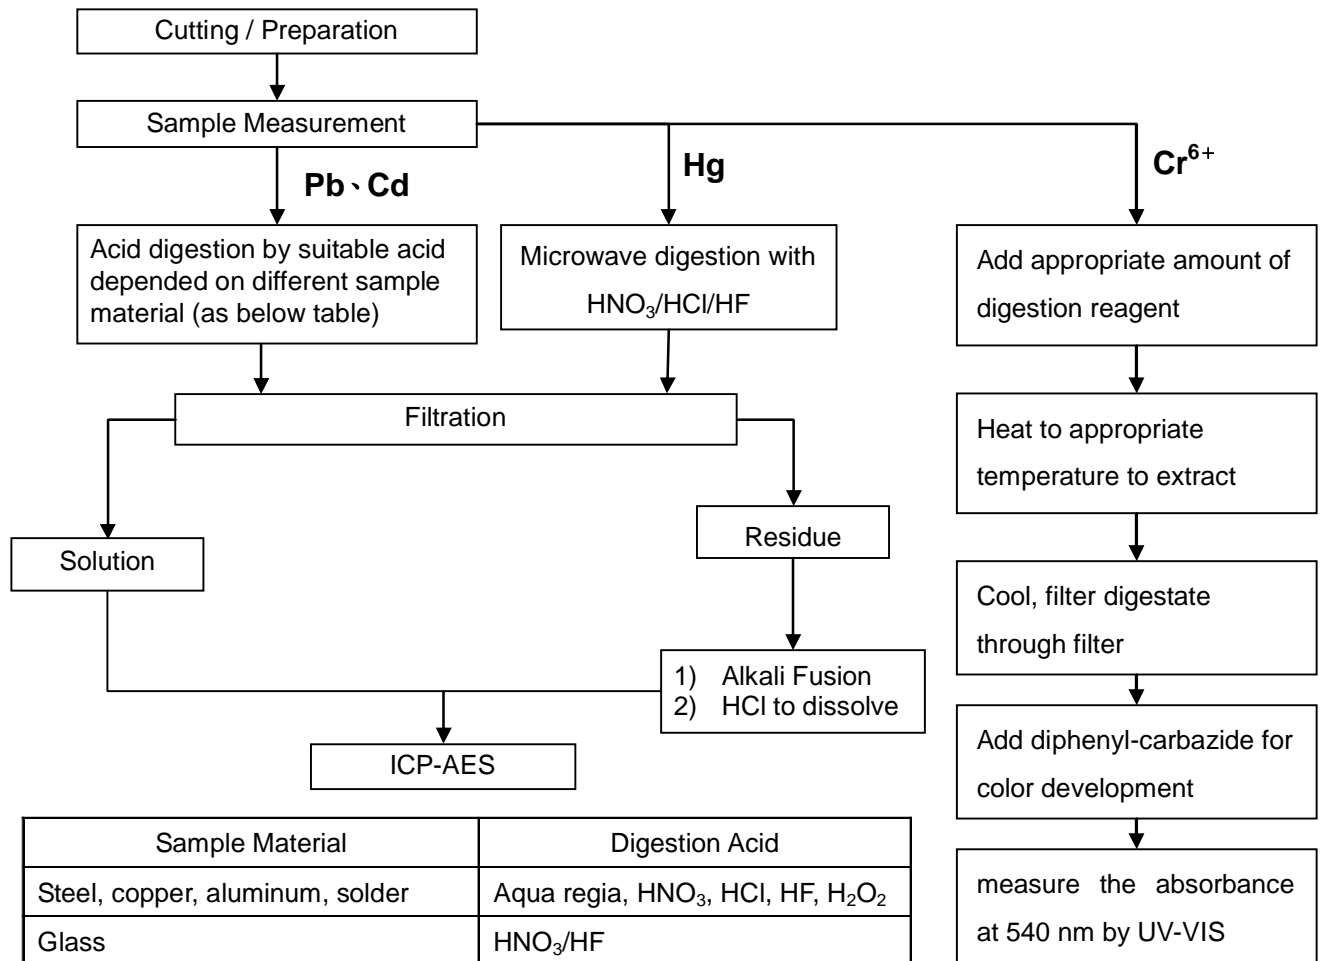 Cutting / Preparation
Sample Measurement
Pb、Cd
Hg
Cr⁶⁺
Acid digestion by suitable acid
depended on different sample
material (as below table)
Microwave digestion with
HNO₃/HCl/HF
Add appropriate amount of
digestion reagent
Filtration
Heat to appropriate
temperature to extract
Solution
Residue
Cool, filter digestate
through filter
1) Alkali Fusion
2) HCl to dissolve
ICP-AES
Add diphenyl-carbazide for
color development
measure the absorbance
at 540 nm by UV-VIS
Sample Material Digestion Acid
Steel, copper, aluminum, solder Aqua regia, HNO₃, HCl, HF, H₂O₂
Glass HNO₃/HF